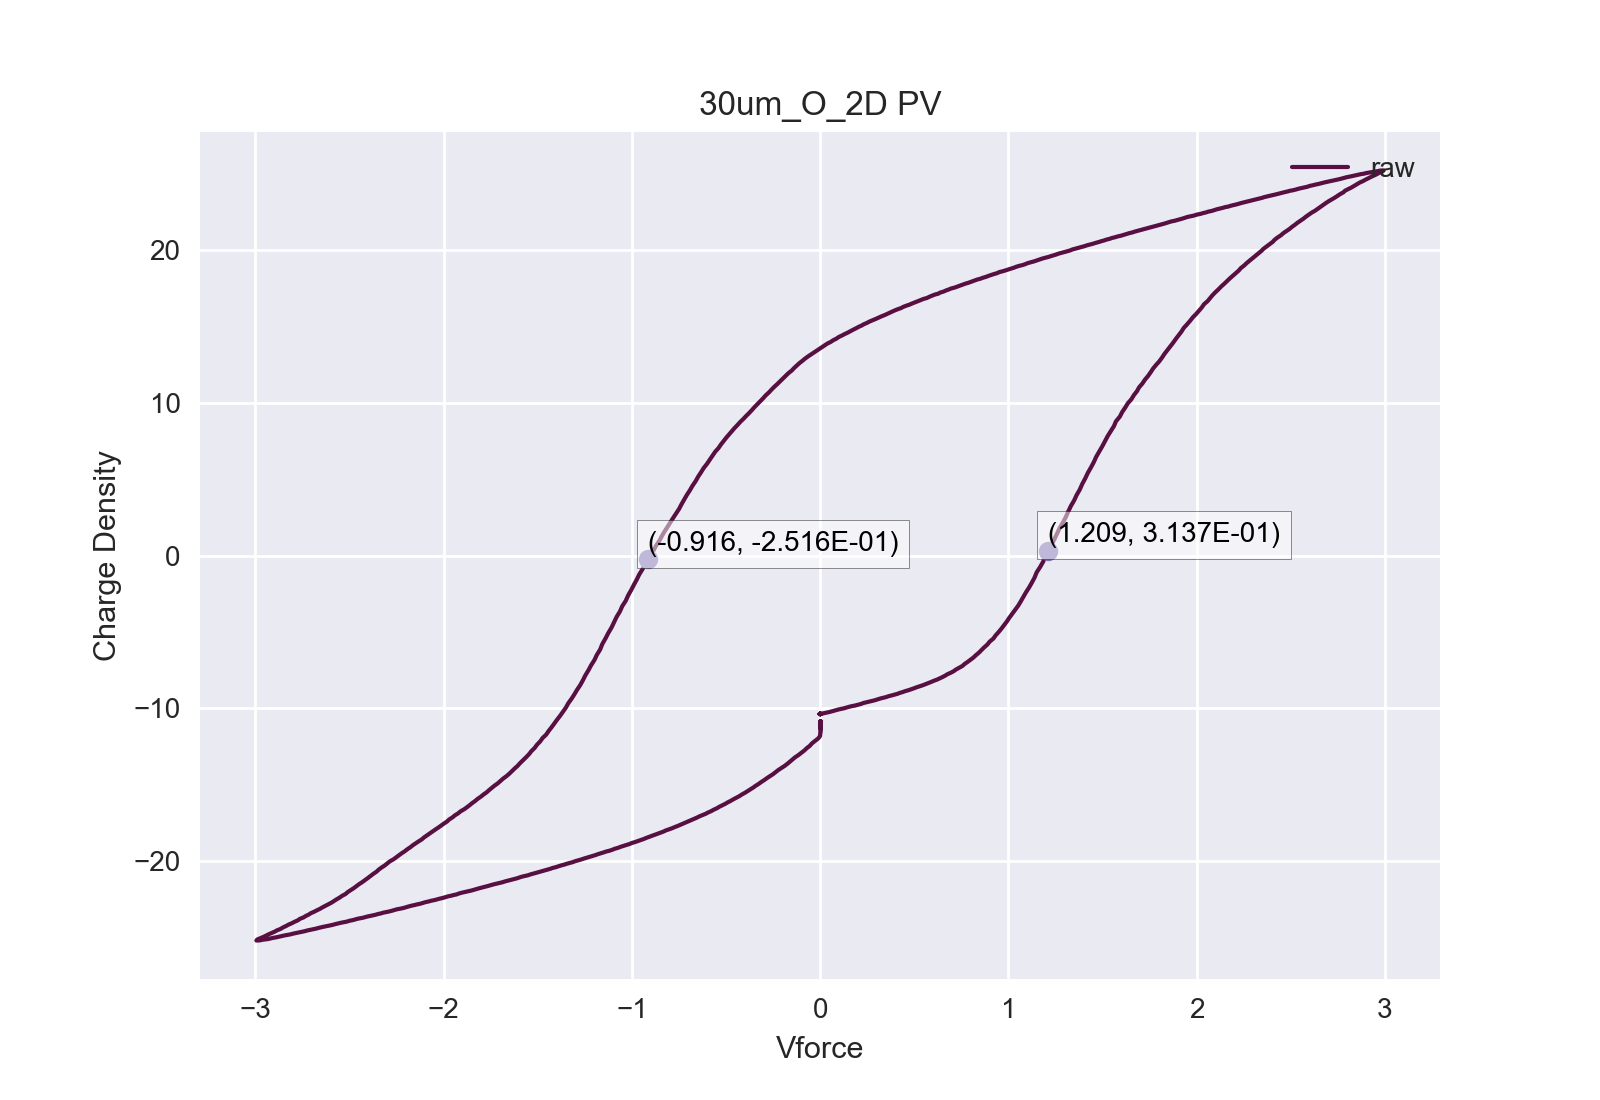 30um_O_2D PV
raw
20
10
0
−10
−20
Charge Density
(-0.916, -2.516E-01)
(1.209, 3.137E-01)
−3 −2 −1 0 1 2 3
Vforce